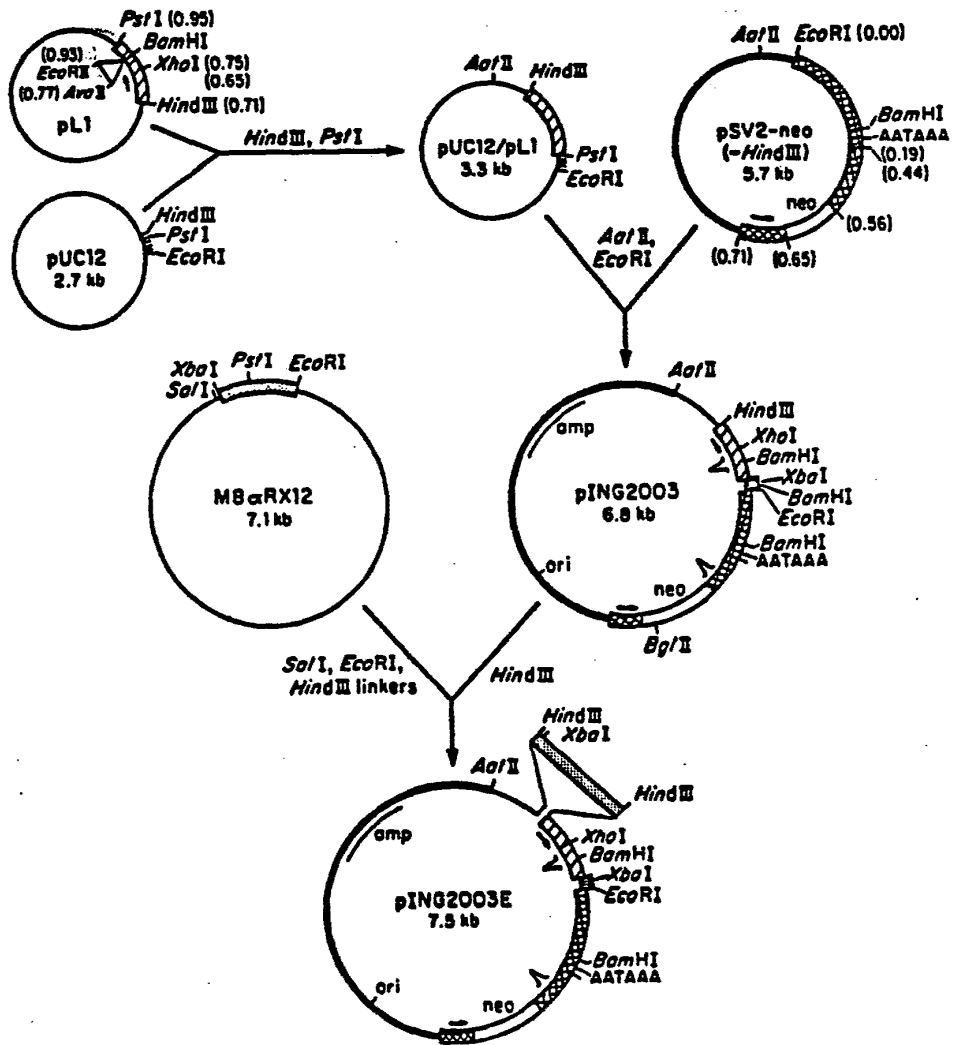 PstI (0.95)
BamHI
(0.93)
EcoRII
XhoI (0.75)
(0.65)
(0.77) AvaII
HindIII (0.71)
pL1
HindIII, PstI
AatII
HindIII
pUC12/pL1
3.3 kb
PstI
EcoRI
AatII
EcoRI (0.00)
pSV2-neo
(-HindIII)
5.7 kb
BamHI
AATAAA
(0.19)
(0.44)
neo
(0.56)
(0.71)
(0.65)
HindIII
PstI
EcoRI
pUC12
2.7 kb
AatII,
EcoRI
XbaI
SalI
PstI
EcoRI
M8αRX12
7.1 kb
AatII
HindIII
XhoI
BamHI
XbaI
BamHI
EcoRI
BamHI
AATAAA
amp
pING2003
6.8 kb
ori
neo
BglII
SalI, EcoRI,
HindIII linkers
HindIII
HindIII
XbaI
HindIII
AatII
amp
XhoI
BamHI
XbaI
EcoRI
pING2003E
7.5 kb
BamHI
AATAAA
ori
neo